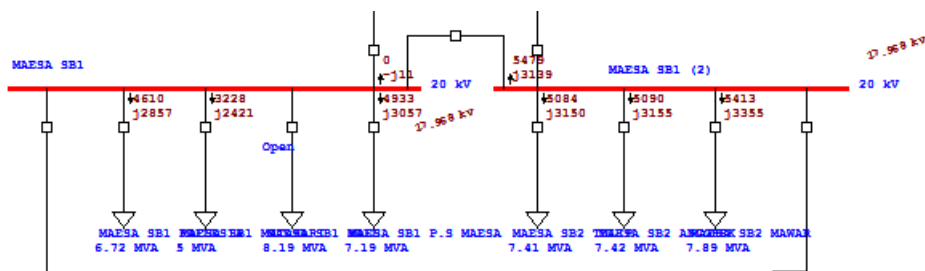 0
-j11
5479
j3139
17.968 kV
MAESA SB1
MAESA SB1 (2)
20 kV
20 kV
4610
j2857
3228
j2421
4933
j3057
17.968 kV
5084
j3150
5090
j3155
5413
j3355
Open
MAESA SB1
MAESA SB1 P.S MAESA
MAESA SB2
SB2
SB2 MAWAR
6.72 MVA
5 MVA
8.19 MVA
7.19 MVA
7.41 MVA
7.42 MVA
7.89 MVA